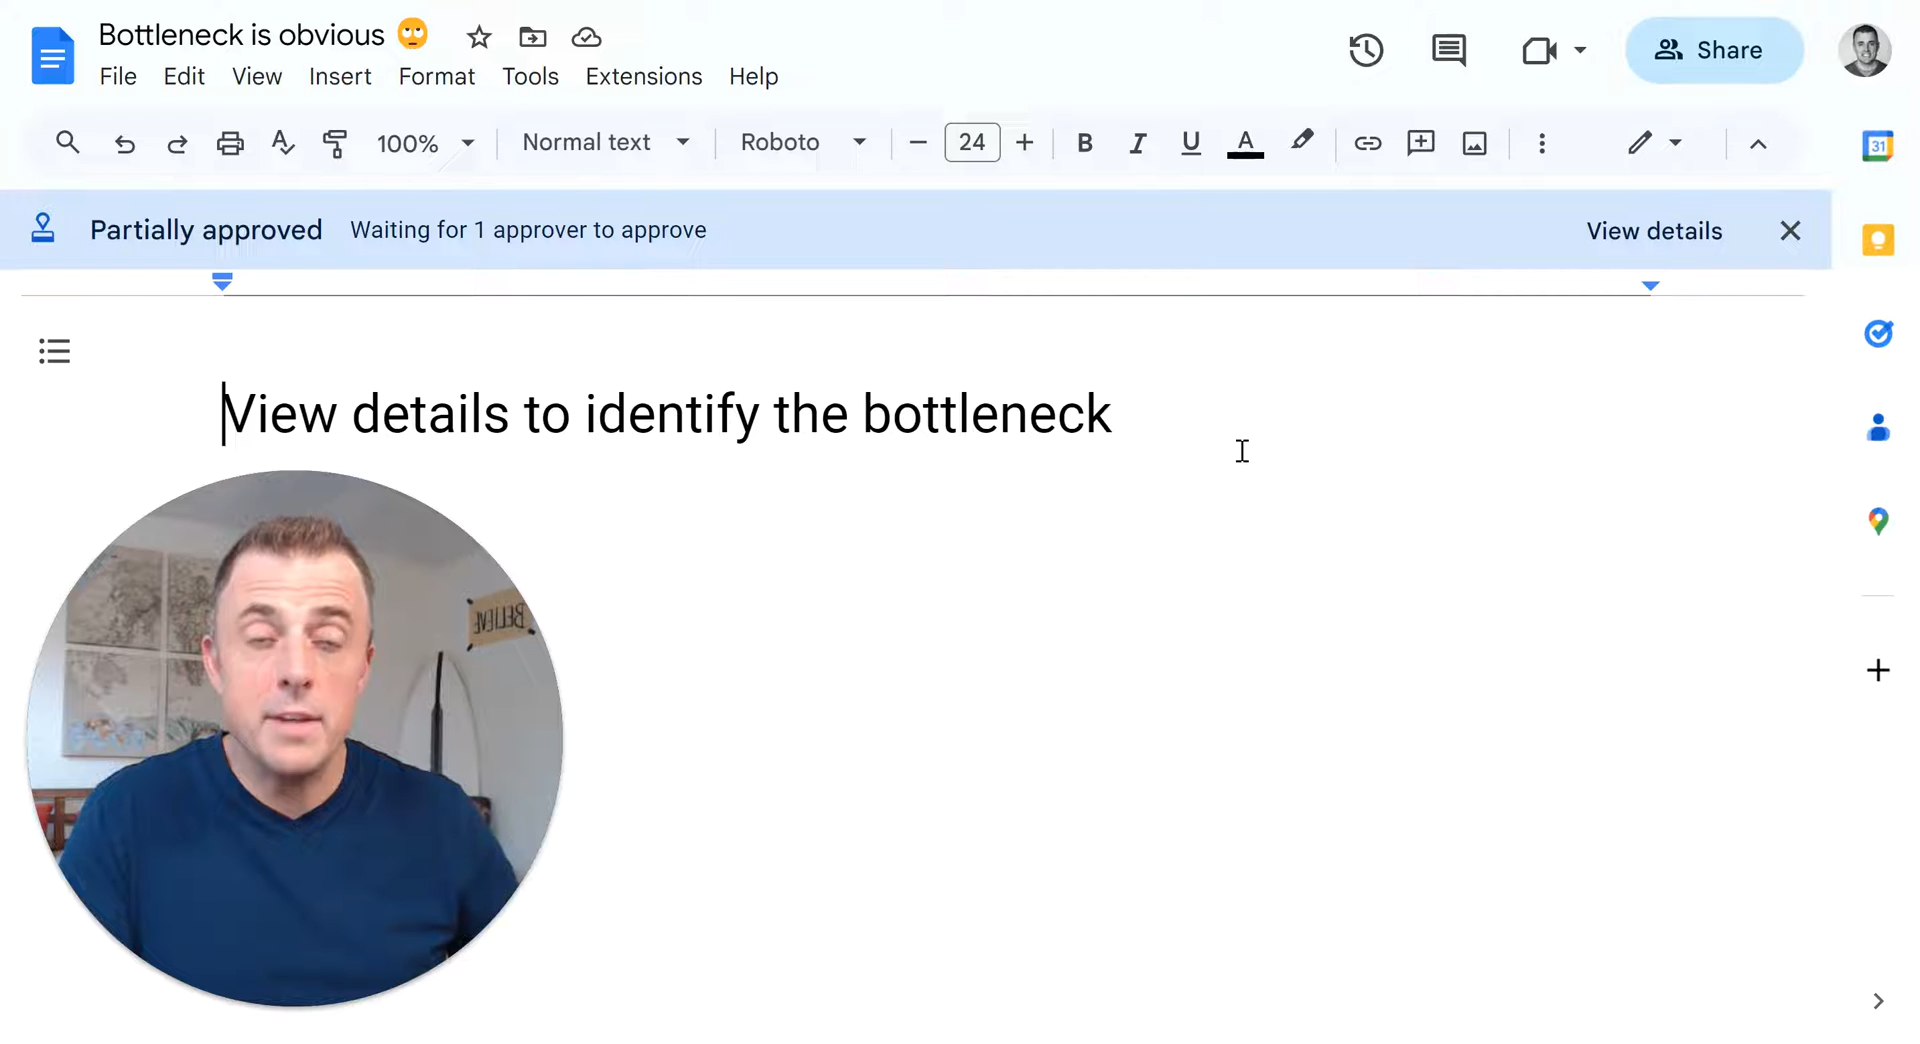 Bottleneck is obvious 🙄
File Edit View Insert Format Tools Extensions Help
Share
100% Normal text Roboto 24 B I U A
31
Partially approved Waiting for 1 approver to approve View details
View details to identify the bottleneck
BELIEVE